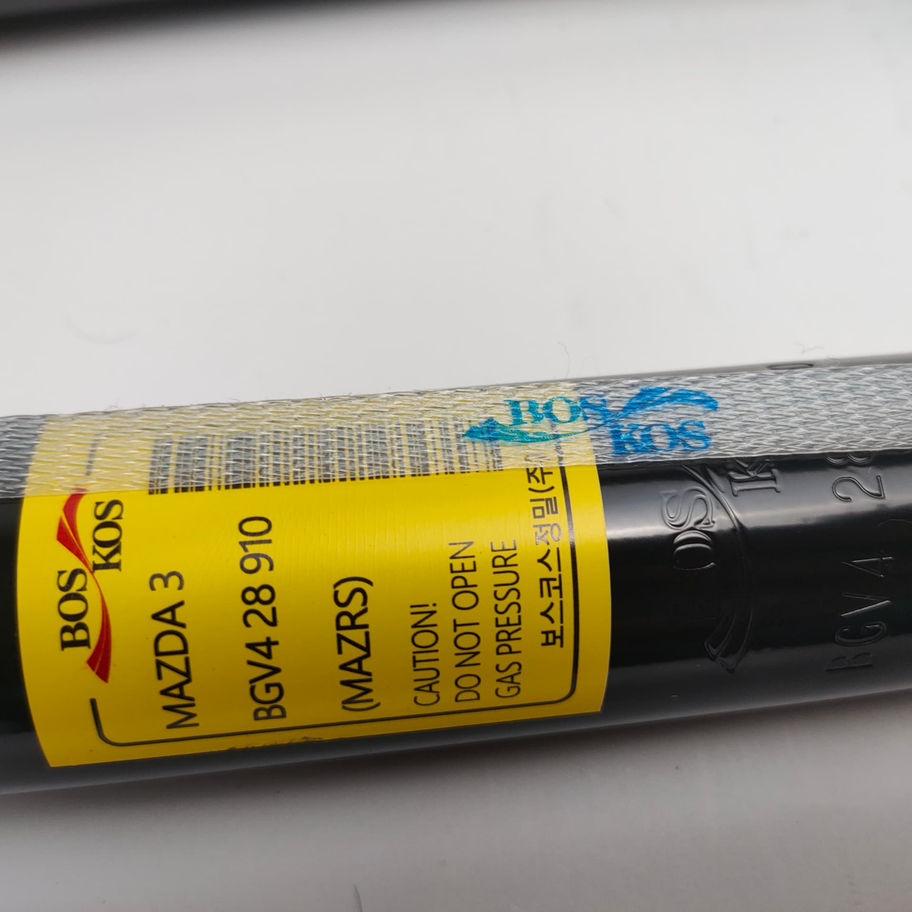 BOS
KOS
MAZDA 3
BGV4 28 910
(MAZRS)
CAUTION!
DO NOT OPEN
GAS PRESSURE
보스코스정밀(주
BOS
KOS
BGV4 28